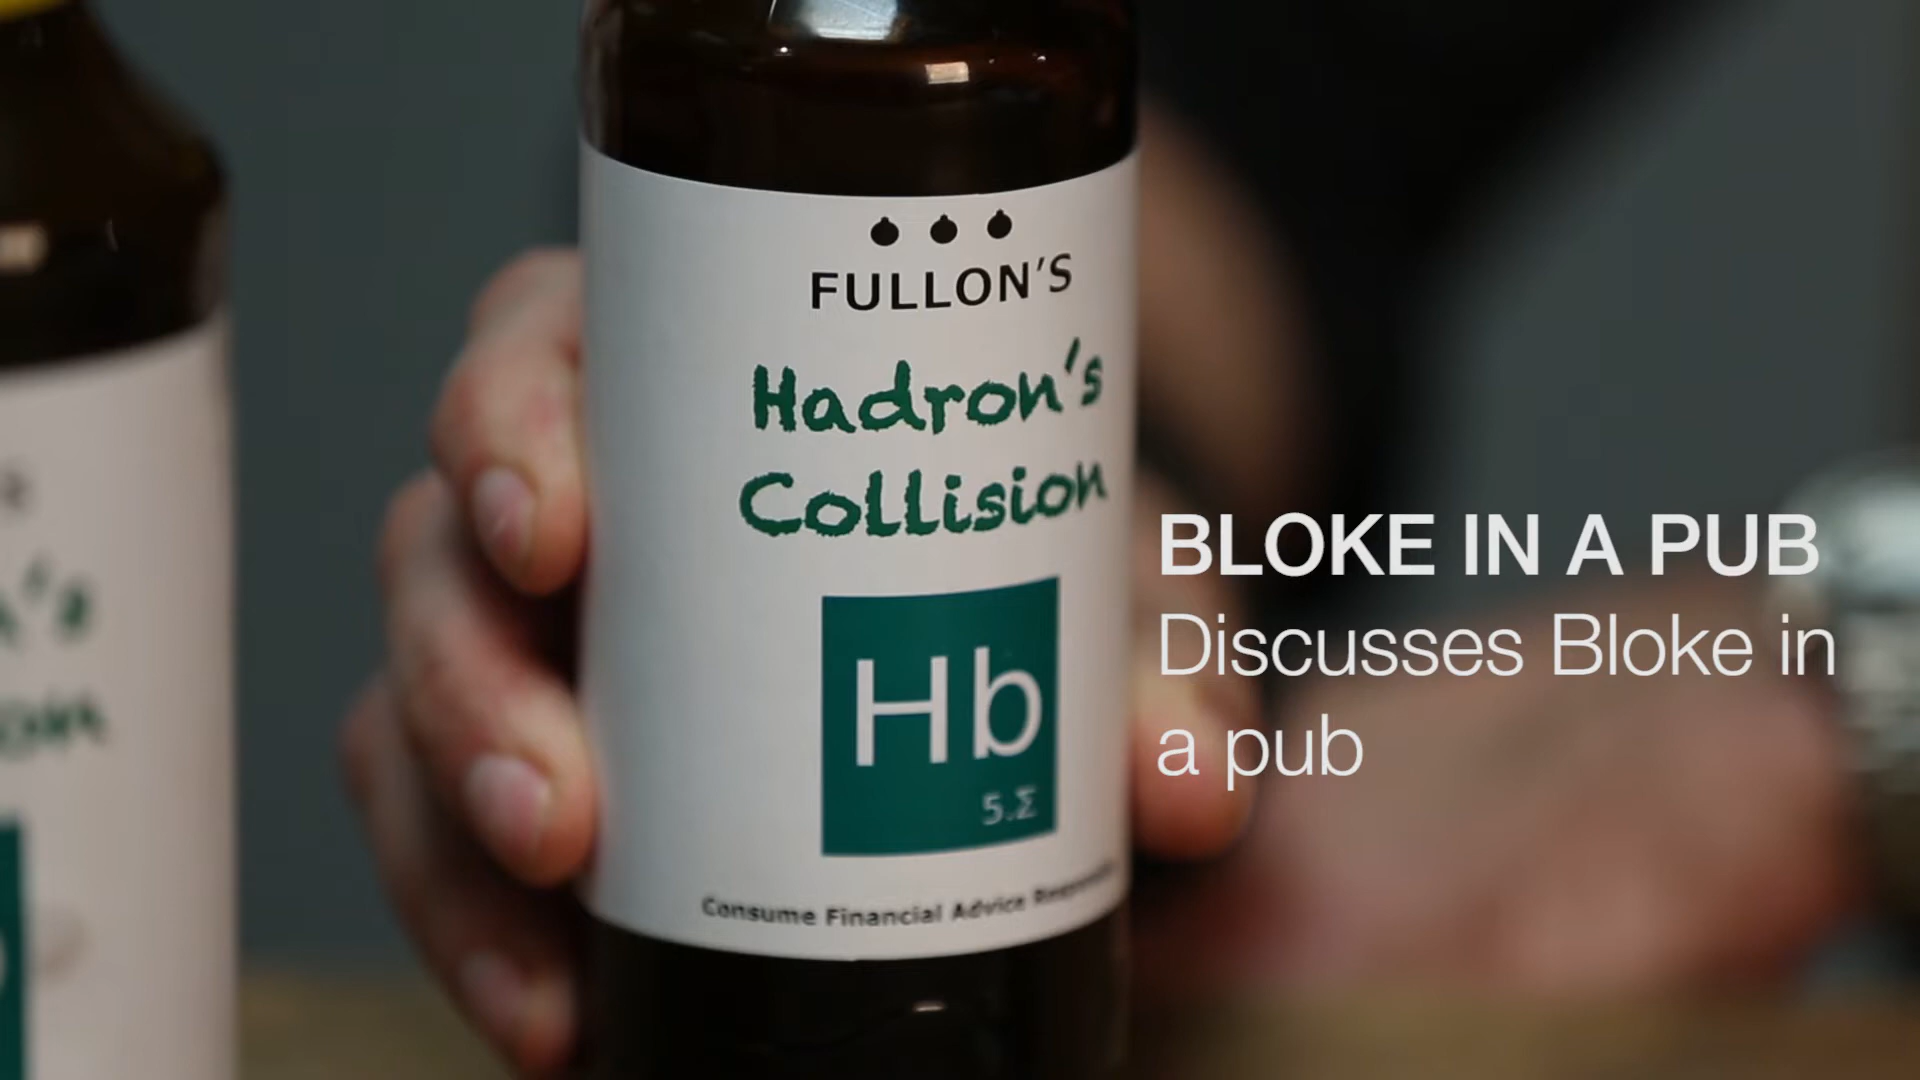 FULLON'S
Hadron's
Collision
Hb
5.Σ
Consume Financial Advice
BLOKE IN A PUB
Discusses Bloke in
a pub